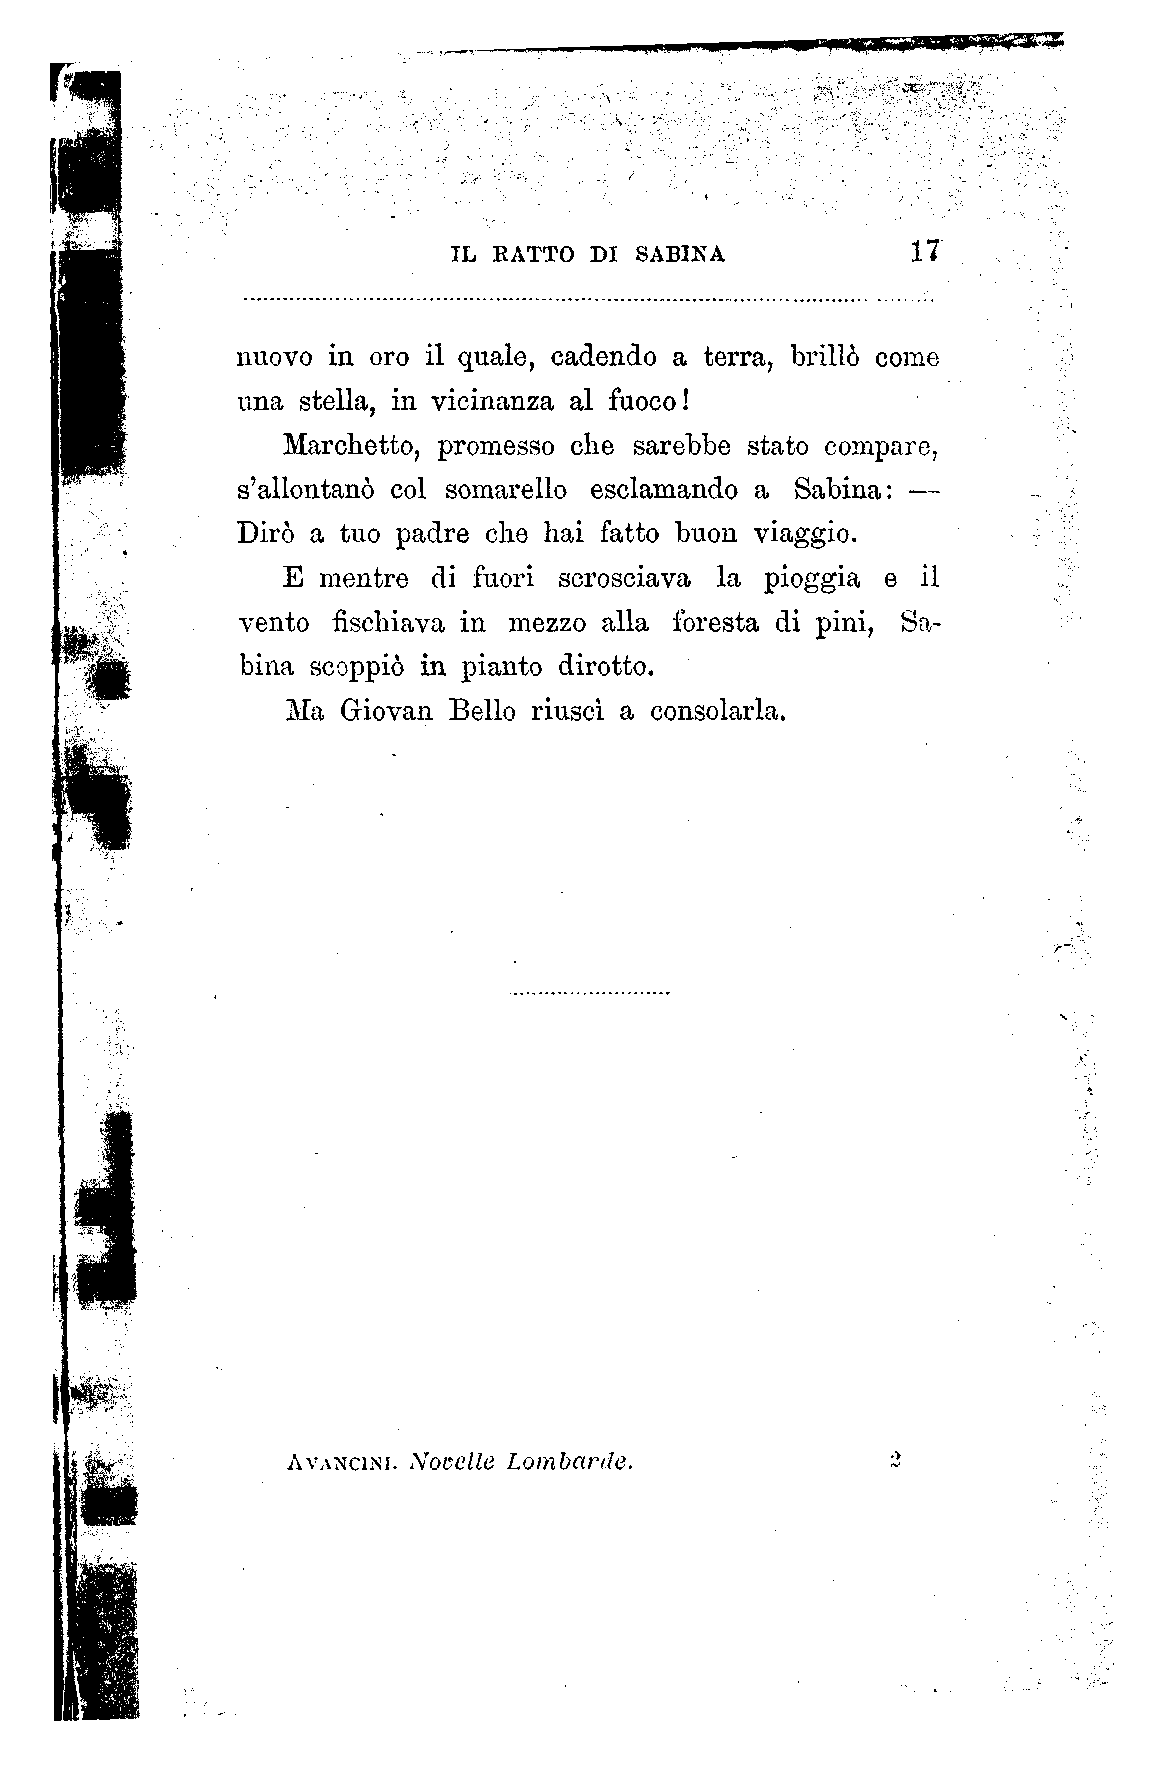 IL RATTO DI SABINA 17
nuovo in oro il quale, cadendo a terra, brillò come
una stella, in vicinanza al fuoco!
Marchetto, promesso che sarebbe stato compare,
s'allontanò col somarello esclamando a Sabina: —
Dirò a tuo padre che hai fatto buon viaggio.
E mentre di fuori scrosciava la pioggia e il
vento fischiava in mezzo alla foresta di pini, Sa-
bina scoppiò in pianto dirotto.
Ma Giovan Bello riuscì a consolarla.
AVANCINI. Novelle Lombarde. 2